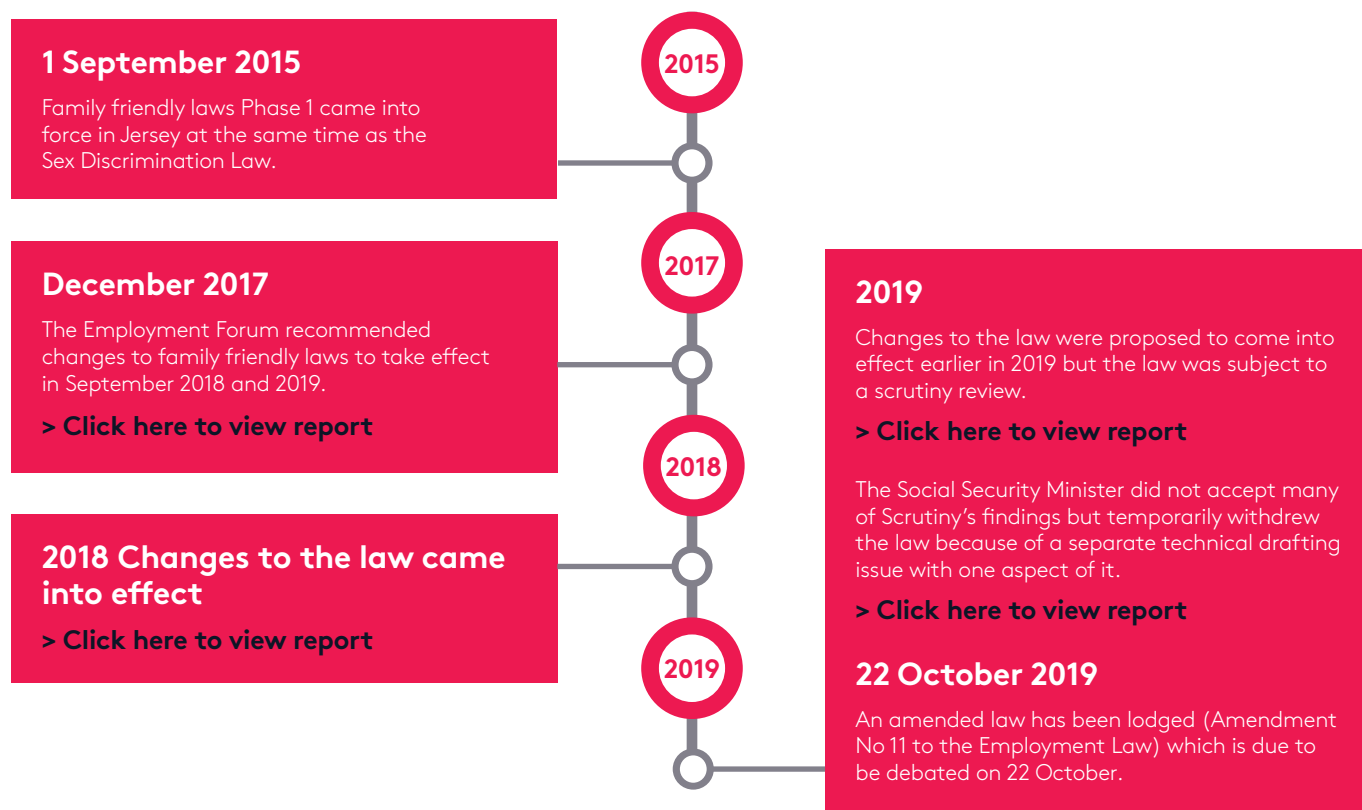 1 September 2015
Family friendly laws Phase 1 came into
force in Jersey at the same time as the
Sex Discrimination Law.
2015
December 2017
The Employment Forum recommended
changes to family friendly laws to take effect
in September 2018 and 2019.
> Click here to view report
2017
2018 Changes to the law came
into effect
> Click here to view report
2018
2019
2019
Changes to the law were proposed to come into
effect earlier in 2019 but the law was subject to
a scrutiny review.
> Click here to view report
The Social Security Minister did not accept many
of Scrutiny’s findings but temporarily withdrew
the law because of a separate technical drafting
issue with one aspect of it.
> Click here to view report
22 October 2019
An amended law has been lodged (Amendment
No 11 to the Employment Law) which is due to
be debated on 22 October.